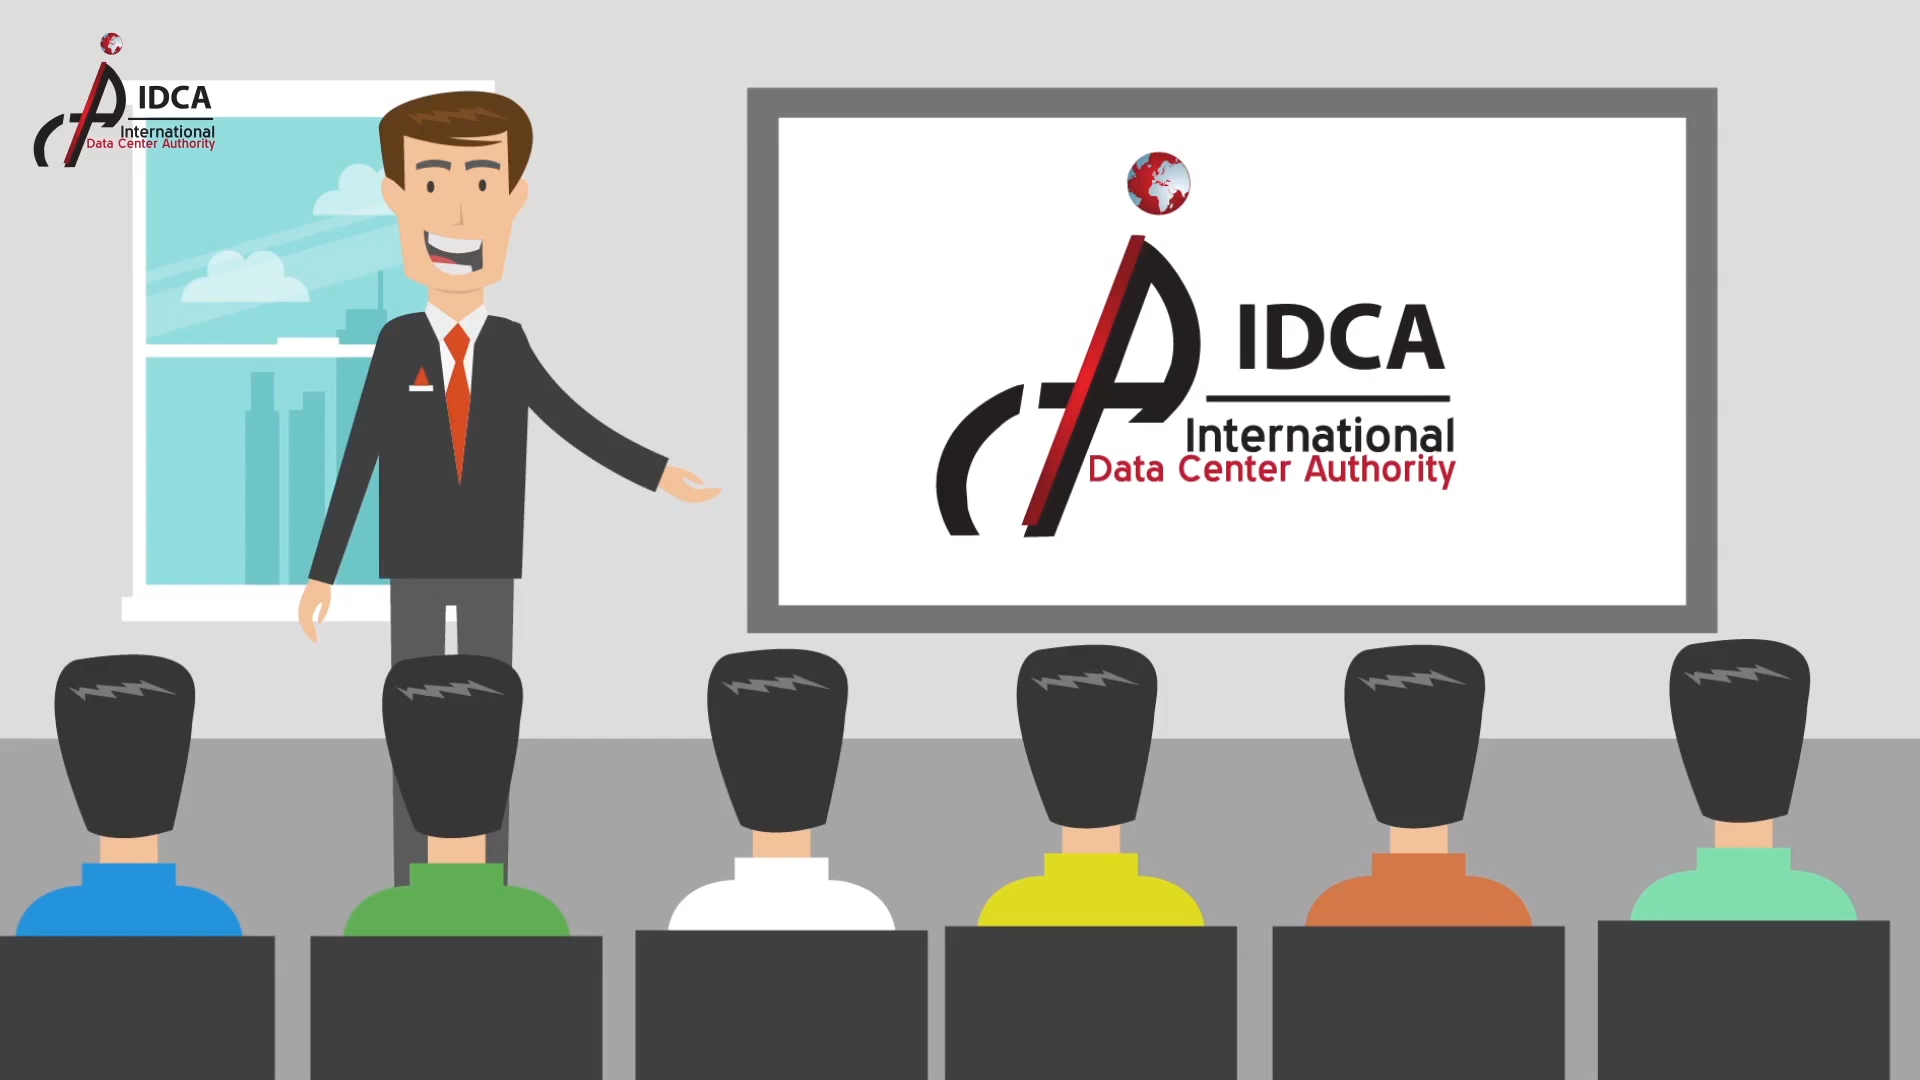 IDCA
International
Data Center Authority
IDCA
International
Data Center Authority